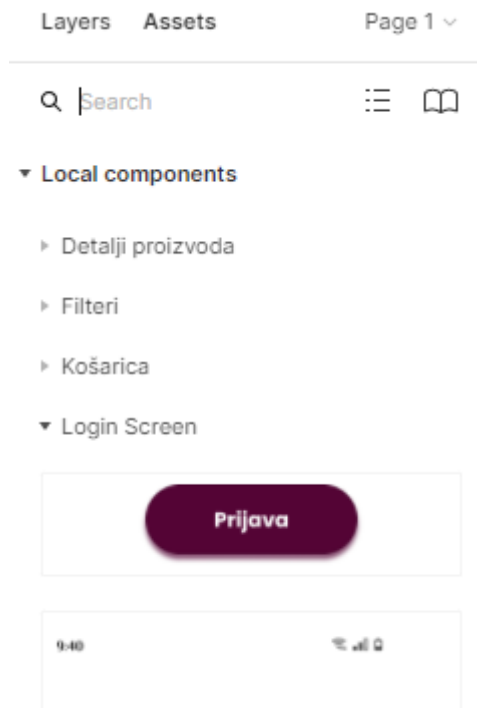 Layers Assets Page 1
Search
Local components
Detalji proizvoda
Filteri
Košarica
Login Screen
Prijava
9:40